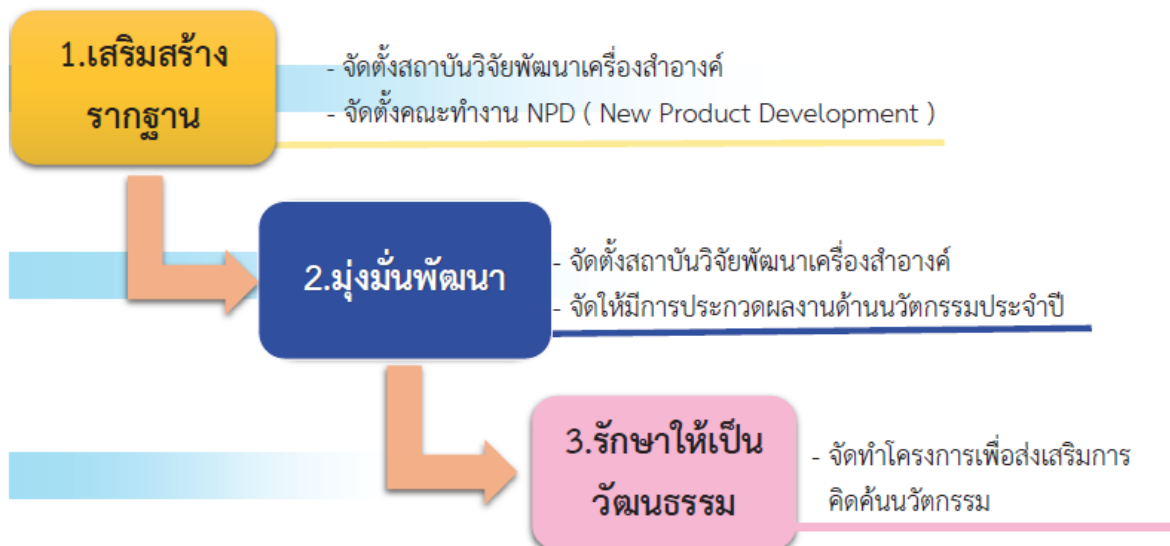 1.เสริมสร้าง
รากฐาน
- จัดตั้งสถาบันวิจัยพัฒนาเครื่องสำอางค์
- จัดตั้งคณะทำงาน NPD ( New Product Development )
2.มุ่งมั่นพัฒนา
- จัดตั้งสถาบันวิจัยพัฒนาเครื่องสำอางค์
- จัดให้มีการประกวดผลงานด้านนวัตกรรมประจำปี
3.รักษาให้เป็น
วัฒนธรรม
- จัดทำโครงการเพื่อส่งเสริมการ
คิดค้นนวัตกรรม